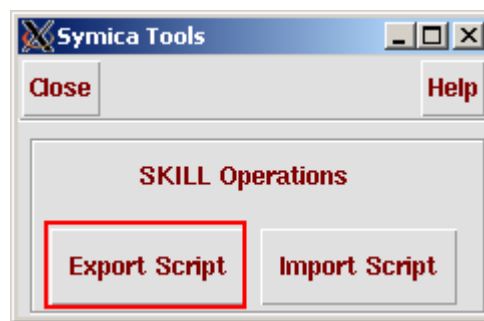 Symica Tools
Close Help
SKILL Operations
Export Script Import Script